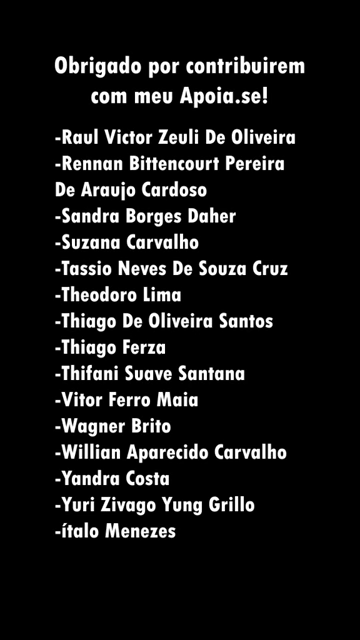 Obrigado por contribuirem
com meu Apoia.se!
-Raul Victor Zeuli De Oliveira
-Rennan Bittencourt Pereira
De Araujo Cardoso
-Sandra Borges Daher
-Suzana Carvalho
-Tassio Neves De Souza Cruz
-Theodoro Lima
-Thiago De Oliveira Santos
-Thiago Ferza
-Thifani Suave Santana
-Vitor Ferro Maia
-Wagner Brito
-Willian Aparecido Carvalho
-Yandra Costa
-Yuri Zivago Yung Grillo
-ítalo Menezes